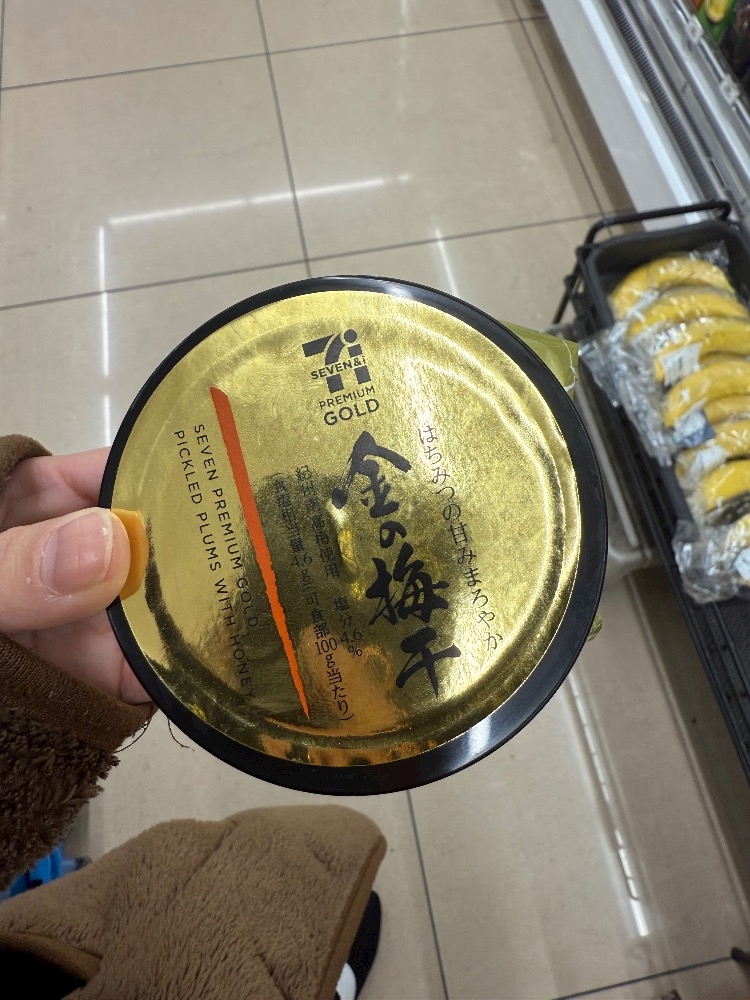 SEVEN&i
PREMIUM
GOLD
はちみつの甘みまろやか
金の梅干
紀州産南高梅使用 塩分4.6%
(食塩相当量4.6g/可食部100g当たり)
SEVEN PREMIUM GOLD
PICKLED PLUMS WITH HONEY